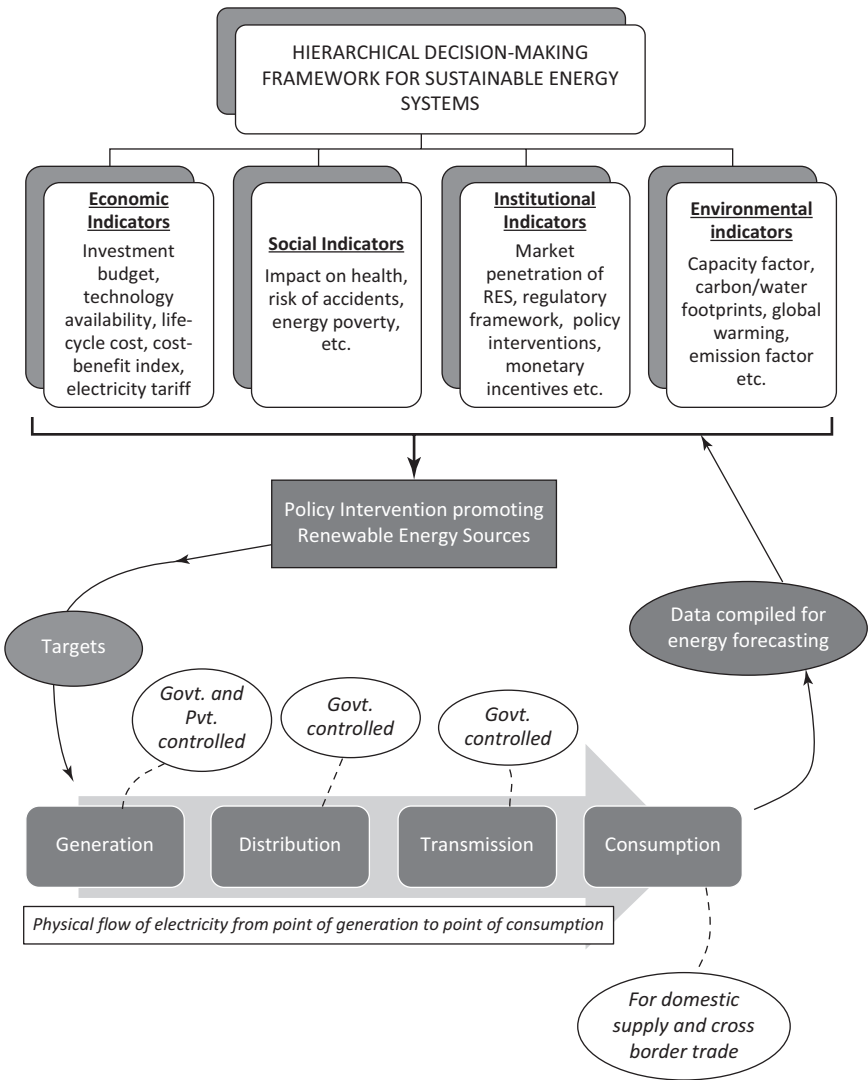 HIERARCHICAL DECISION-MAKING
FRAMEWORK FOR SUSTAINABLE ENERGY
SYSTEMS
Economic
Indicators
Investment
budget,
technology
availability, life-
cycle cost, cost-
benefit index,
electricity tariff
Social Indicators
Impact on health,
risk of accidents,
energy poverty,
etc.
Institutional
Indicators
Market
penetration of
RES, regulatory
framework, policy
interventions,
monetary
incentives etc.
Environmental
indicators
Capacity factor,
carbon/water
footprints, global
warming,
emission factor
etc.
Policy Intervention promoting
Renewable Energy Sources
Targets
Data compiled for
energy forecasting
Govt. and
Pvt.
controlled
Govt.
controlled
Govt.
controlled
Generation
Distribution
Transmission
Consumption
Physical flow of electricity from point of generation to point of consumption
For domestic
supply and cross
border trade